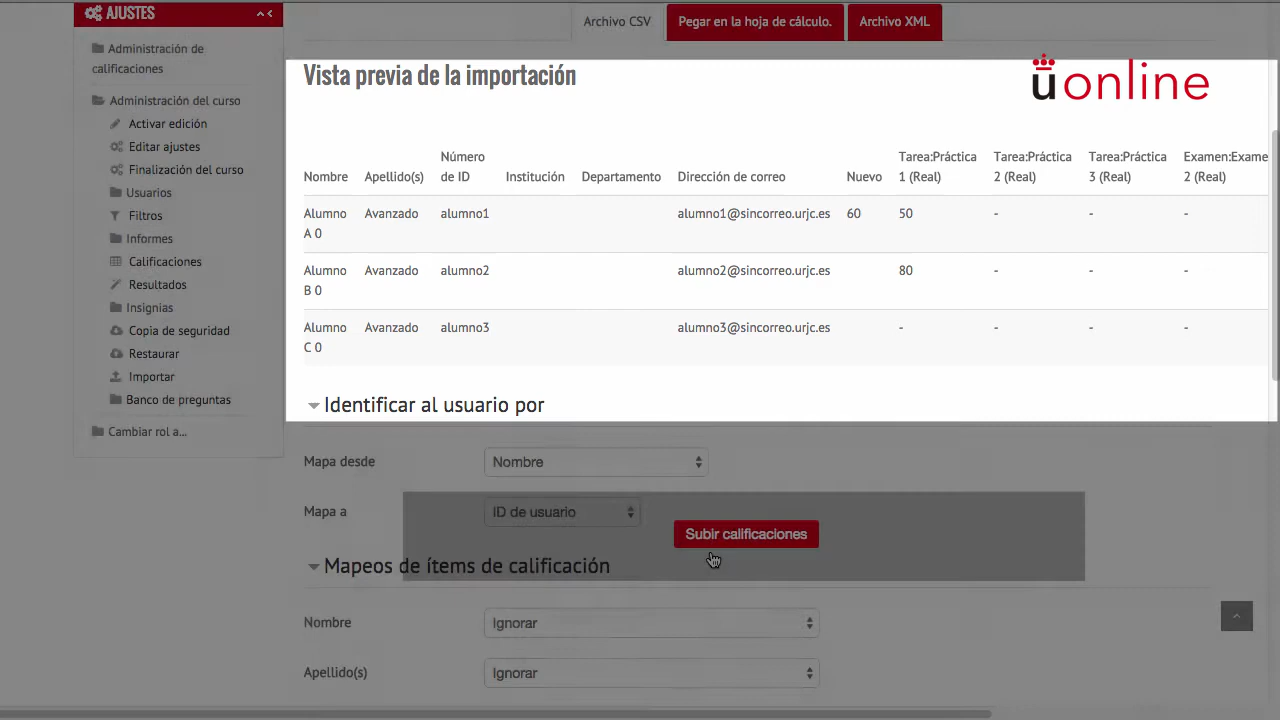 AJUSTES
Administración de
calificaciones
Administración del curso
Activar edición
Editar ajustes
Finalización del curso
Usuarios
Filtros
Informes
Calificaciones
Resultados
Insignias
Copia de seguridad
Restaurar
Importar
Banco de preguntas
Cambiar rol a...
Archivo CSV Pegar en la hoja de cálculo. Archivo XML
uonline
Vista previa de la importación
Nombre Apellido(s) Número de ID Institución Departamento Dirección de correo Nuevo Tarea:Práctica 1 (Real) Tarea:Práctica 2 (Real) Tarea:Práctica 3 (Real) Examen:Exame 2 (Real)
Alumno A 0 Avanzado alumno1 alumno1@sincorreo.urjc.es 60 50 - - -
Alumno B 0 Avanzado alumno2 alumno2@sincorreo.urjc.es 80 - - -
Alumno C 0 Avanzado alumno3 alumno3@sincorreo.urjc.es - - - -
Identificar al usuario por
Mapa desde Nombre
Mapa a ID de usuario
Subir calificaciones
Mapeos de ítems de calificación
Nombre Ignorar
Apellido(s) Ignorar